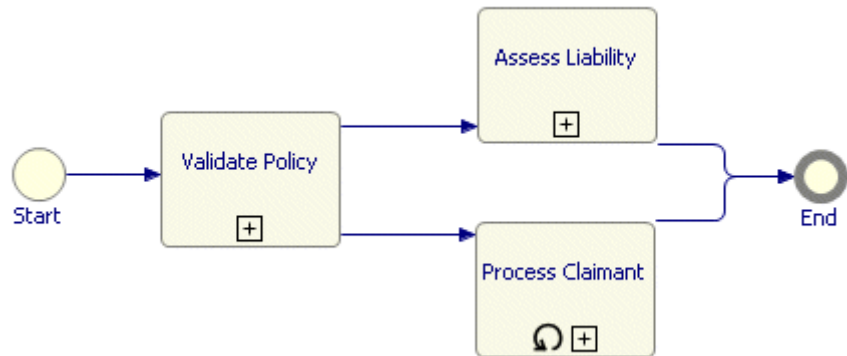 Assess Liability
Validate Policy
Start
End
Process Claimant